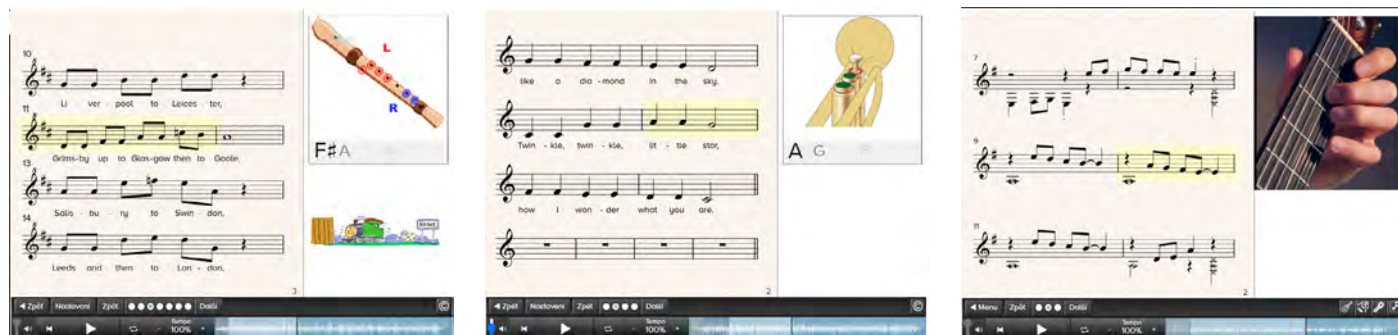 10
Li - ver - pool to Leices - ter,
11
Grims-by up to Glas-gow then to Goole,
13
Salis - bu - ry to Swin - don,
14
Leeds and then to Lon - don,
3
L
R
F# A
◄ Zpět Nastavení Zpět Další ©
Tempo
- 100% +
like a dia - mond in the sky.
Twin - kle, twin - kle, lit - tle star,
how I won - der what you are.
2
A G
◄ Zpět Nastavení Zpět Další ©
Tempo
- 100% +
7
9
11
2
◄ Menu Zpět Další
Tempo
- 100% +